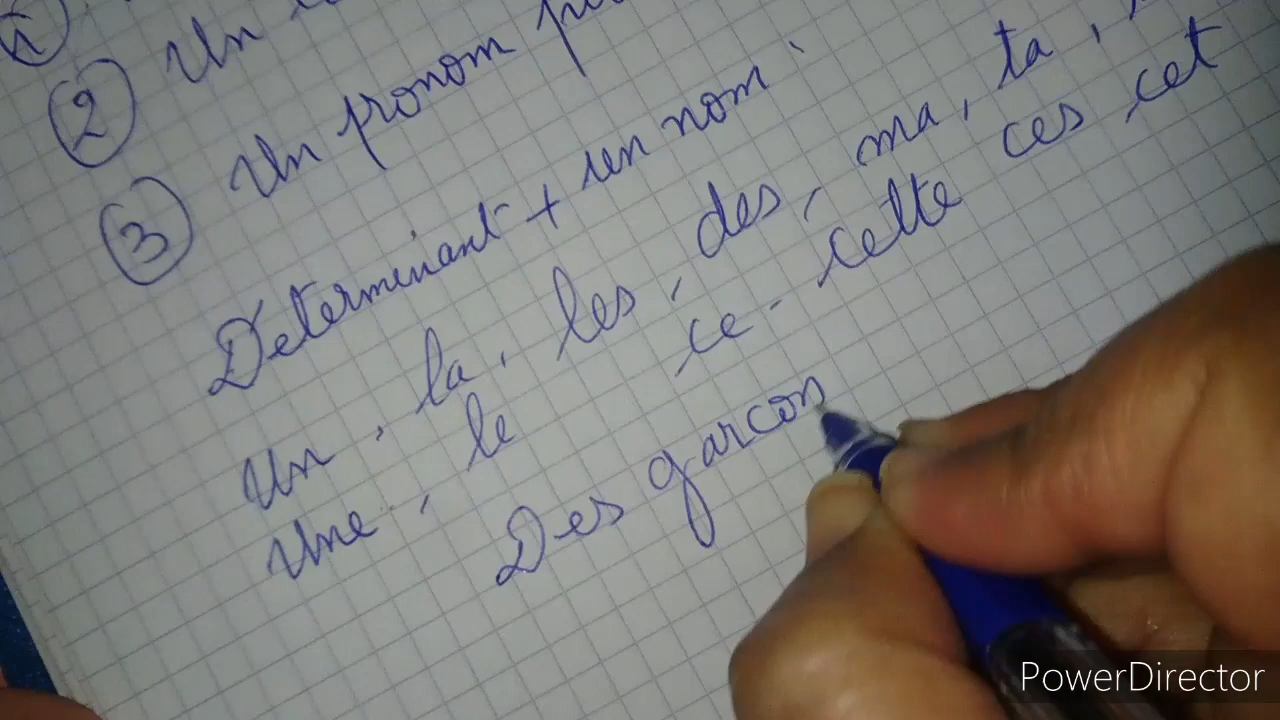 2 Un
3 Un pronom
Determinant + un nom
Un, la, les, des, ma, ta,
Une, le ce - cette ces cet
Des garcon
PowerDirector